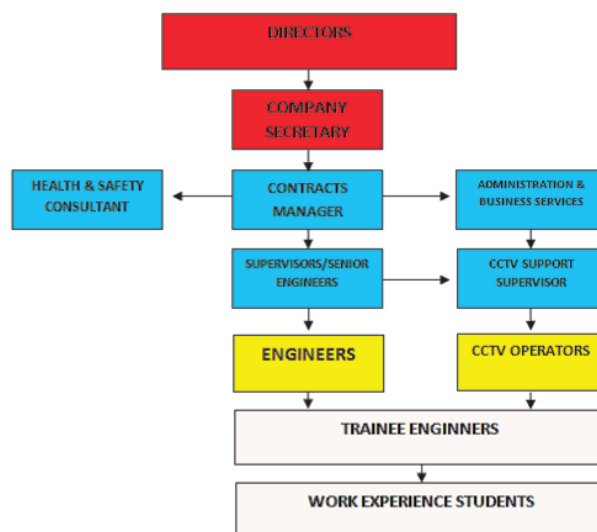 DIRECTORS
COMPANY
SECRETARY
HEALTH & SAFETY
CONSULTANT
CONTRACTS
MANAGER
ADMINISTRATION &
BUSINESS SERVICES
SUPERVISORS/SENIOR
ENGINEERS
CCTV SUPPORT
SUPERVISOR
ENGINEERS
CCTV OPERATORS
TRAINEE ENGINNERS
WORK EXPERIENCE STUDENTS